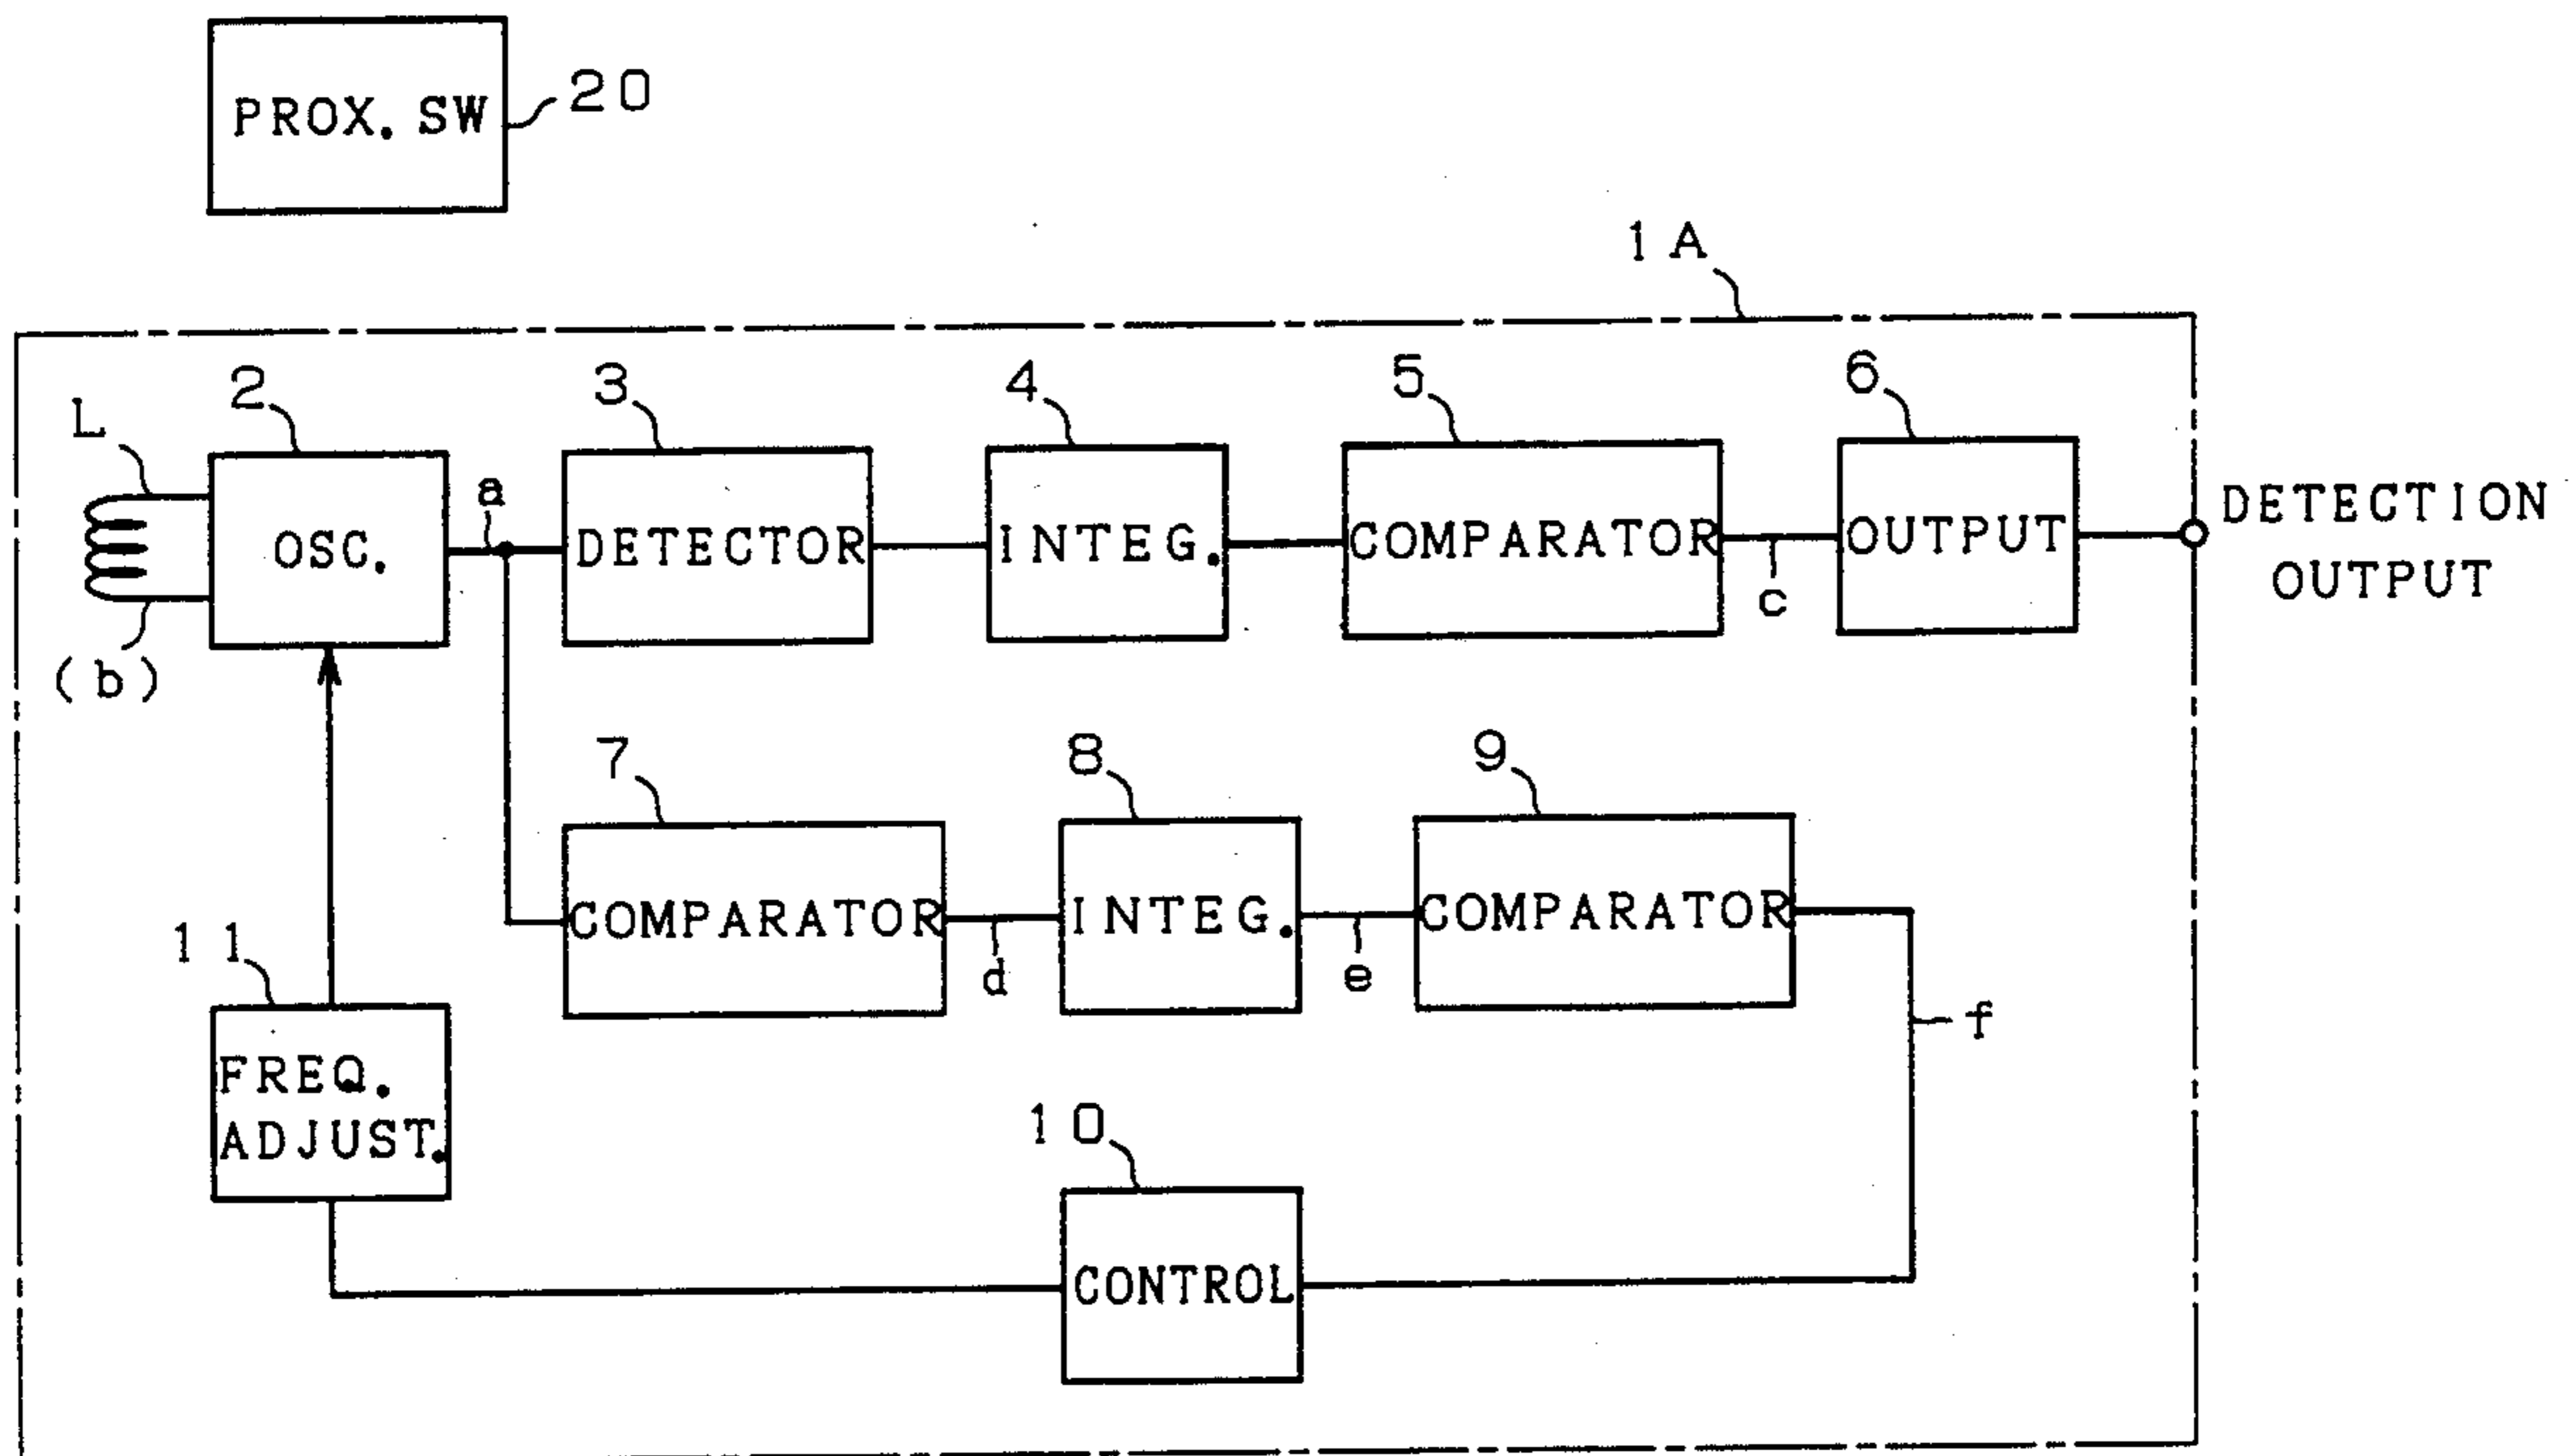 PROX. SW
20
1A
L
2
3
4
5
6
OSC.
a
DETECTOR
INTEG.
COMPARATOR
c
OUTPUT
DETECTION
OUTPUT
(b)
7
8
9
COMPARATOR
d
INTEG.
e
COMPARATOR
f
11
FREQ.
ADJUST.
10
CONTROL